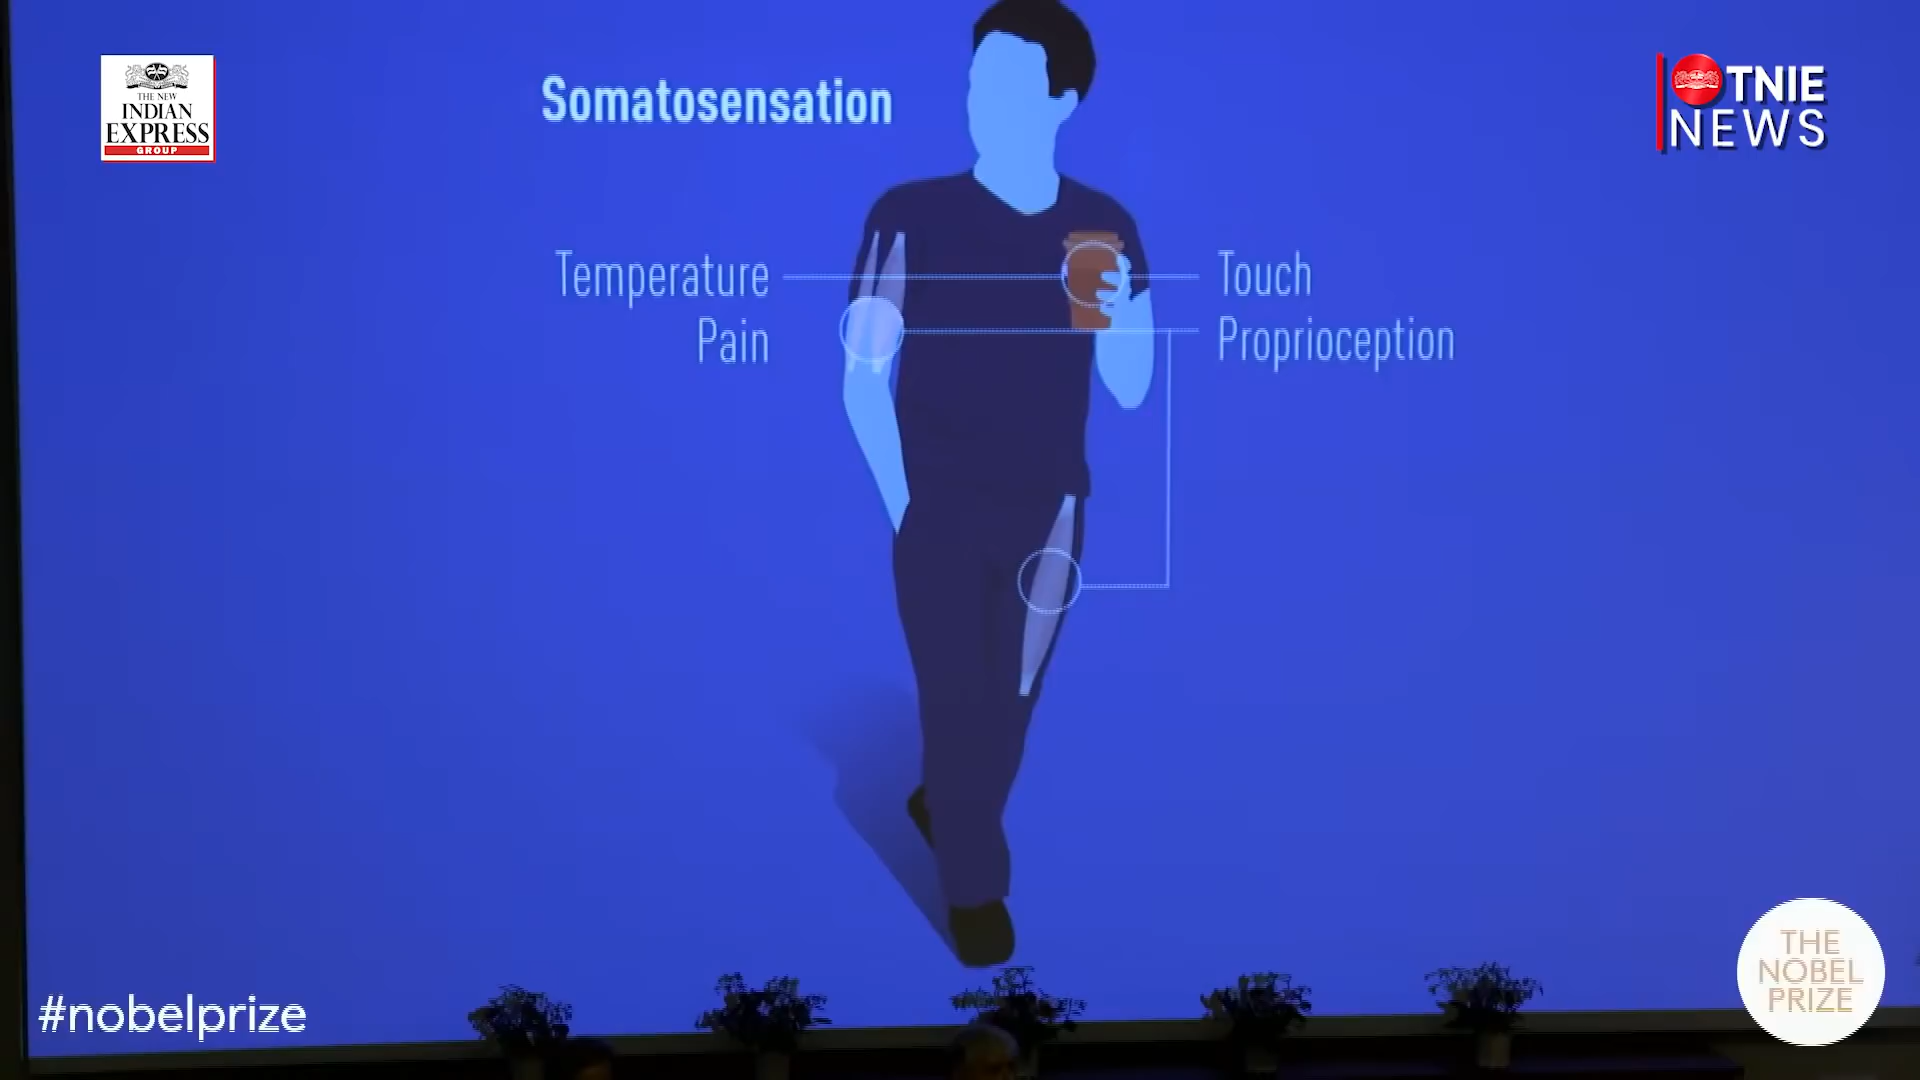 THE NEW
INDIAN
EXPRESS
GROUP
TNIE
NEWS
Somatosensation
Temperature
Pain
Touch
Proprioception
#nobelprize
THE
NOBEL
PRIZE